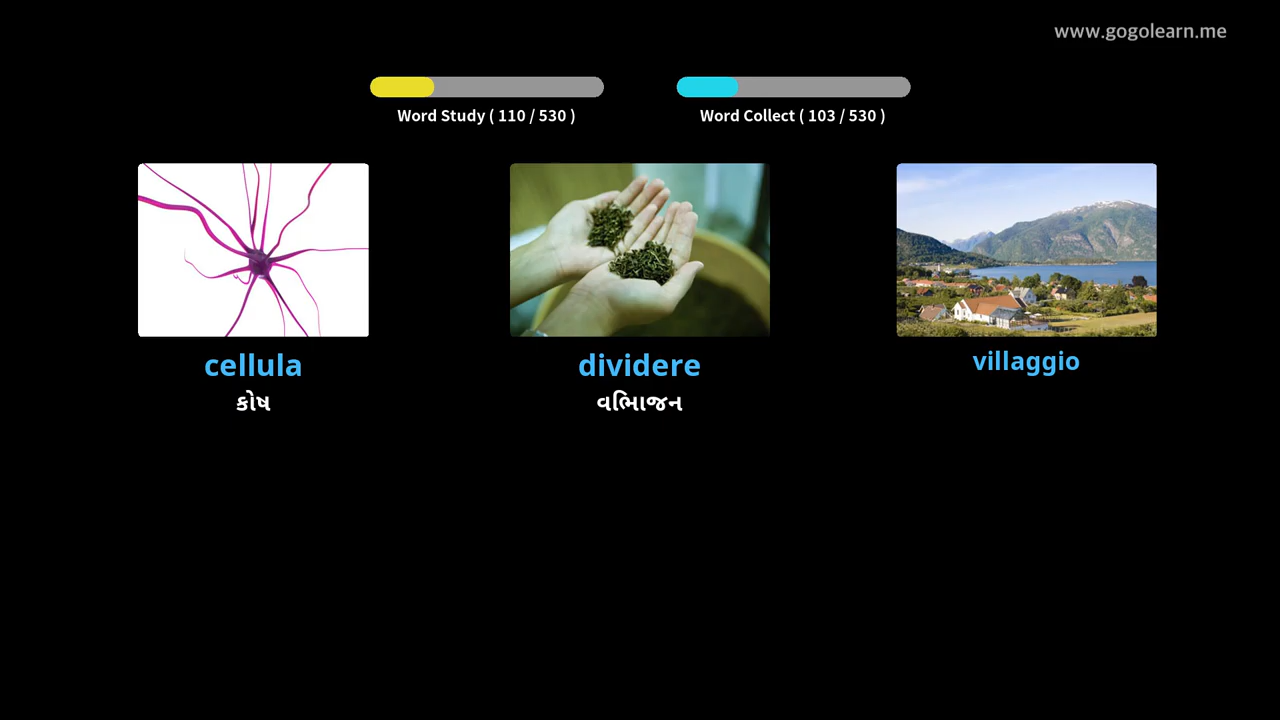 www.gogolearn.me
Word Study ( 110 / 530 )
Word Collect ( 103 / 530 )
cellula
dividere
villaggio
કોષ
વિભાજન